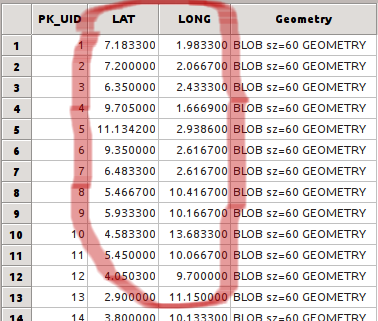 PK_UID LAT LONG Geometry
1 1 7.183300 1.983300 BLOB sz=60 GEOMETRY
2 2 7.200000 2.066700 BLOB sz=60 GEOMETRY
3 3 6.350000 2.433300 BLOB sz=60 GEOMETRY
4 4 9.705000 1.666900 BLOB sz=60 GEOMETRY
5 5 11.134200 2.938600 BLOB sz=60 GEOMETRY
6 6 9.350000 2.616700 BLOB sz=60 GEOMETRY
7 7 6.483300 2.616700 BLOB sz=60 GEOMETRY
8 8 5.466700 10.416700 BLOB sz=60 GEOMETRY
9 9 5.933300 10.166700 BLOB sz=60 GEOMETRY
10 10 4.583300 13.683300 BLOB sz=60 GEOMETRY
11 11 5.450000 10.066700 BLOB sz=60 GEOMETRY
12 12 4.050300 9.700000 BLOB sz=60 GEOMETRY
13 13 2.900000 11.150000 BLOB sz=60 GEOMETRY
14 14 3.800000 10.133300 BLOB sz=60 GEOMETRY